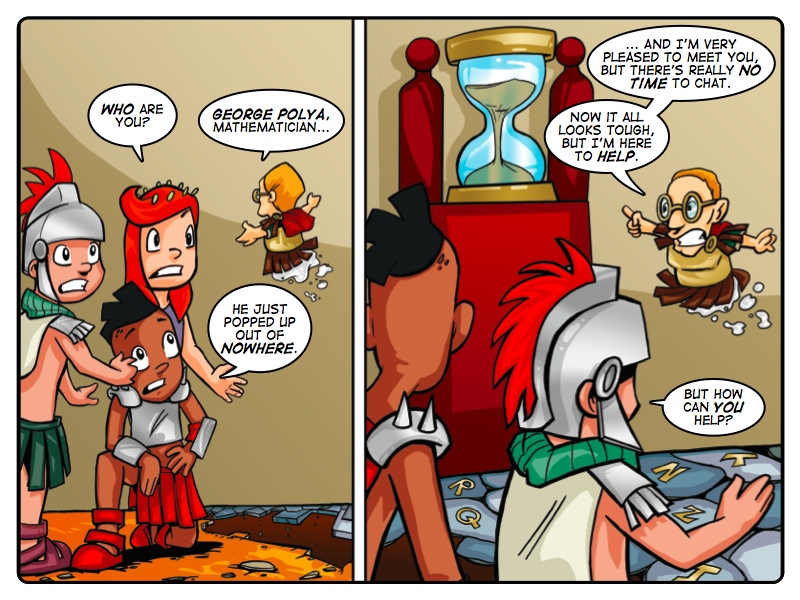 WHO ARE
YOU?
GEORGE POLYA,
MATHEMATICIAN...
HE JUST
POPPED UP
OUT OF
NOWHERE.
... AND I'M VERY
PLEASED TO MEET YOU,
BUT THERE'S REALLY NO
TIME TO CHAT.
NOW IT ALL
LOOKS TOUGH,
BUT I'M HERE
TO HELP.
BUT HOW
CAN YOU
HELP?
R
Q
N
T
Z